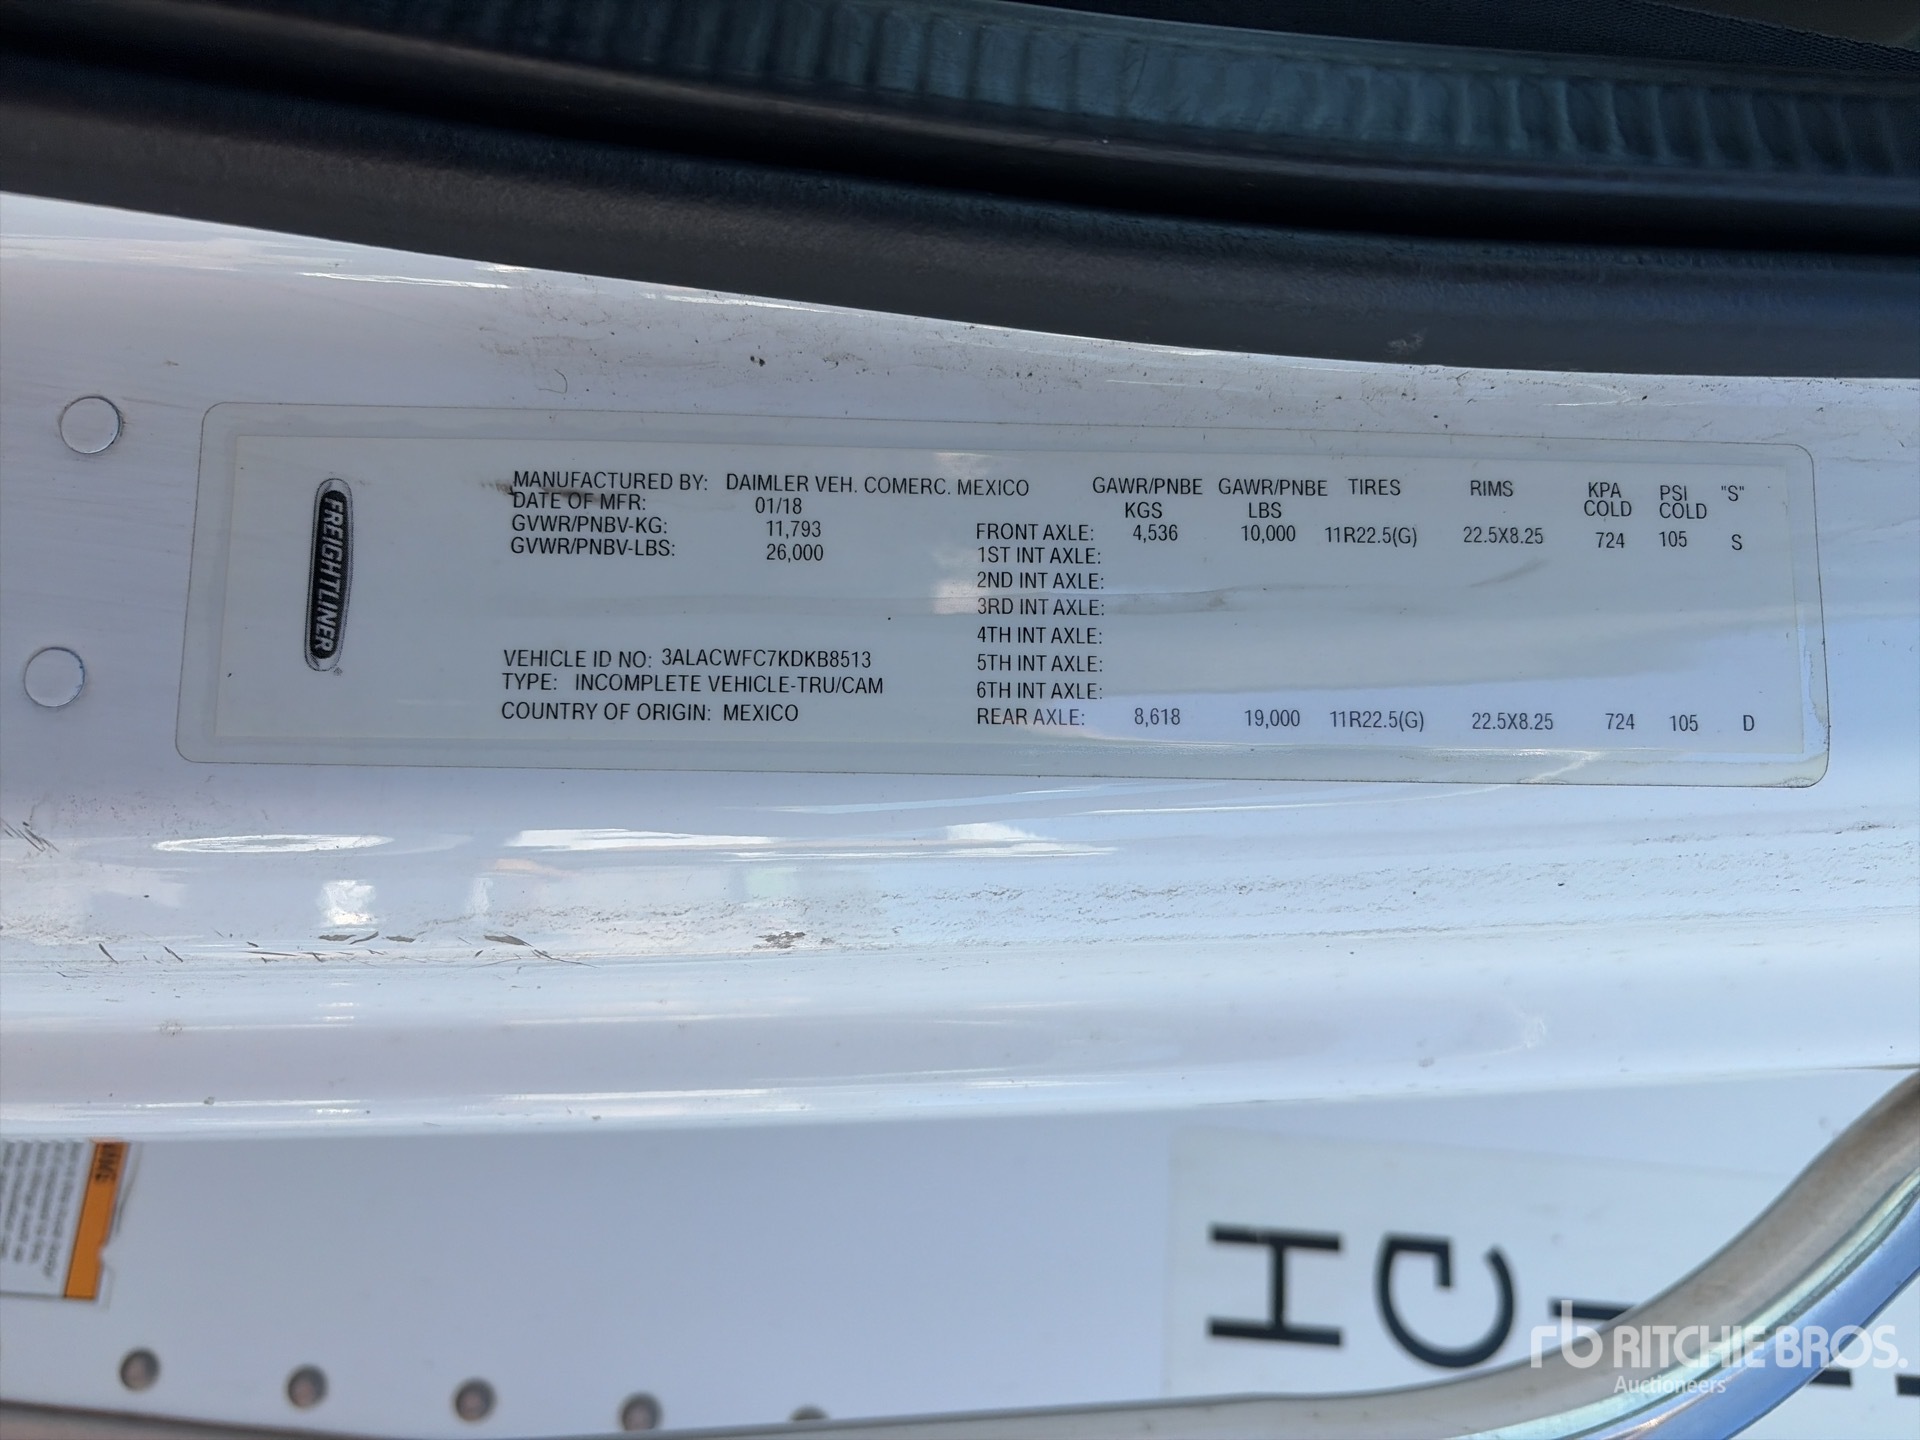 FREIGHTLINER
MANUFACTURED BY: DAIMLER VEH. COMERC. MEXICO
DATE OF MFR: 01/18
GVWR/PNBV-KG: 11,793
GVWR/PNBV-LBS: 26,000
VEHICLE ID NO: 3ALACWFC7KDKB8513
TYPE: INCOMPLETE VEHICLE-TRU/CAM
COUNTRY OF ORIGIN: MEXICO
GAWR/PNBE KGS GAWR/PNBE LBS TIRES RIMS KPA COLD PSI COLD "S"
FRONT AXLE: 4,536 10,000 11R22.5(G) 22.5X8.25 724 105 S
1ST INT AXLE:
2ND INT AXLE:
3RD INT AXLE:
4TH INT AXLE:
5TH INT AXLE:
6TH INT AXLE:
REAR AXLE: 8,618 19,000 11R22.5(G) 22.5X8.25 724 105 D
H
G
rb RITCHIE BROS.
Auctioneers